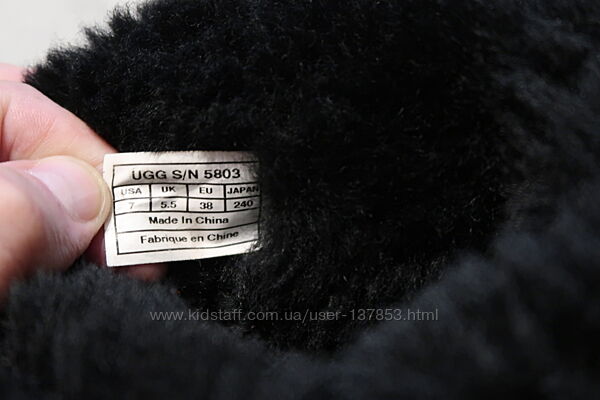 UGG S/N 5803
USA UK EU JAPAN
7 5.5 38 240
Made In China
Fabrique en Chine
www.kidstaff.com.ua/user-137853.html